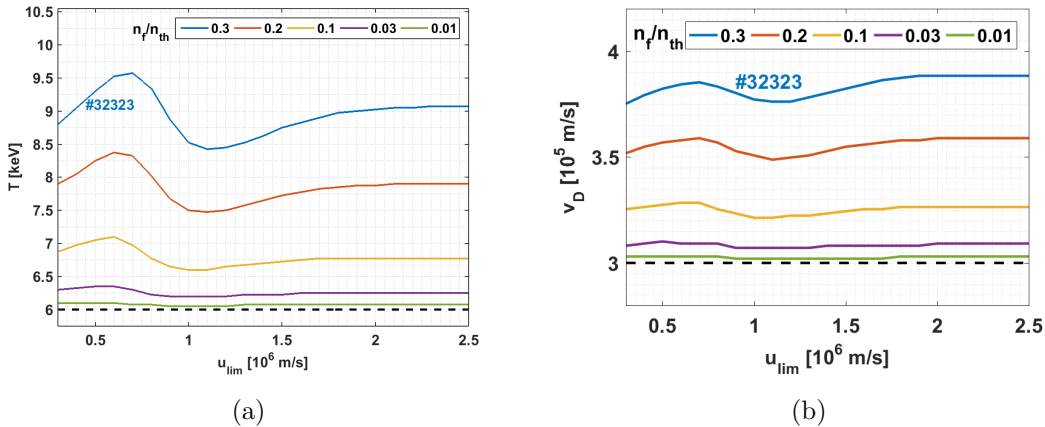 n_f/n_th 0.3 0.2 0.1 0.03 0.01
10.5
10
9.5
9
8.5
8
7.5
7
6.5
6
T [keV]
#32323
0.5 1 1.5 2 2.5
u_lim [10^6 m/s]
(a)
n_f/n_th 0.3 0.2 0.1 0.03 0.01
4
3.5
3
v_D [10^5 m/s]
#32323
0.5 1 1.5 2 2.5
u_lim [10^6 m/s]
(b)